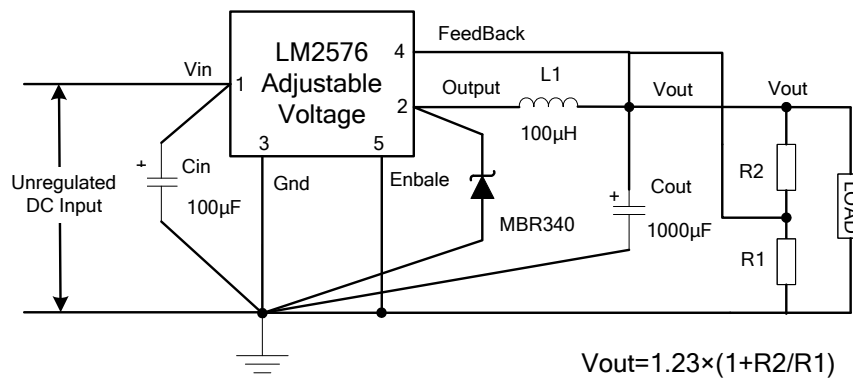 LM2576
Adjustable
Voltage
FeedBack
4
Vin
1
Output
2
L1
Vout
Vout
100μH
3
5
Unregulated
DC Input
+
Cin
100μF
Gnd
Enbale
MBR340
+
Cout
1000μF
R2
LOAD
R1
Vout=1.23×(1+R2/R1)